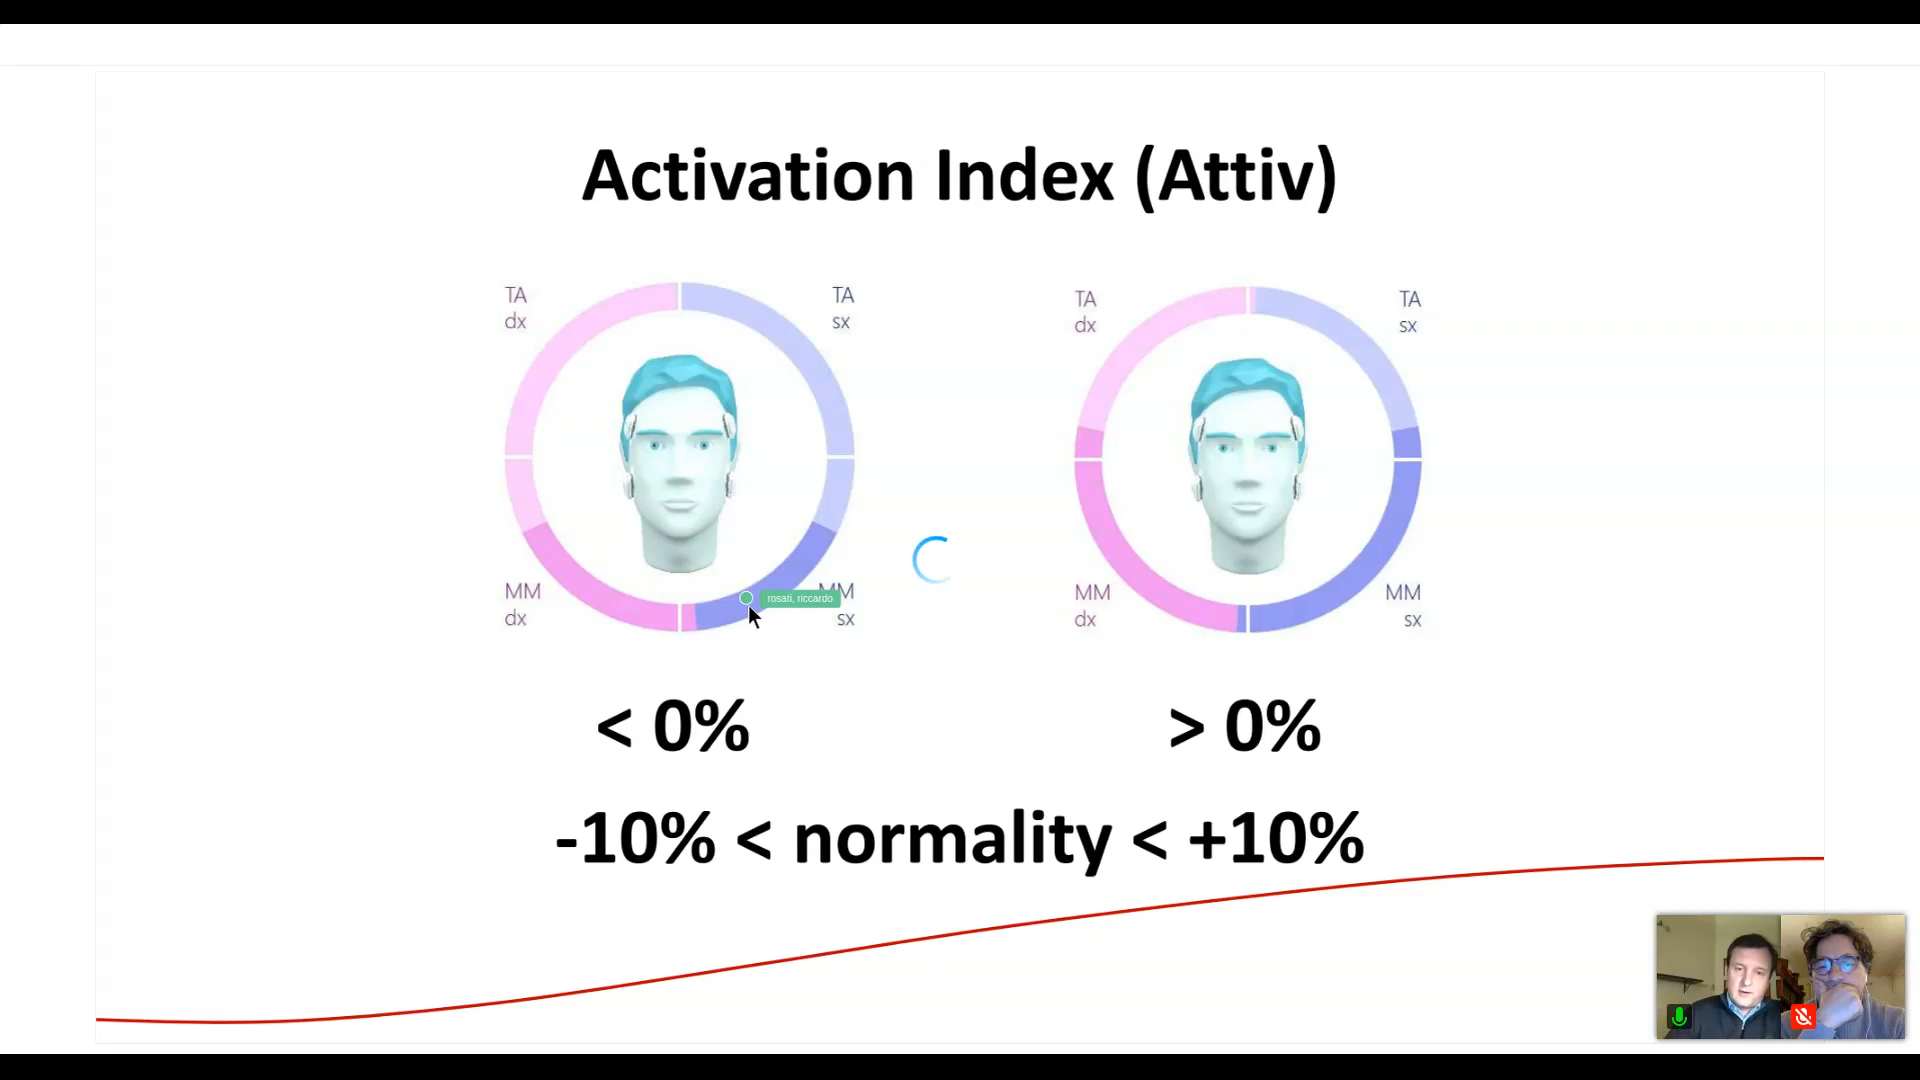 Activation Index (Attiv)
TA
dx
TA
sx
TA
dx
TA
sx
MM
dx
MM
sx
rosati, riccardo
MM
dx
MM
sx
< 0%
> 0%
-10% < normality < +10%